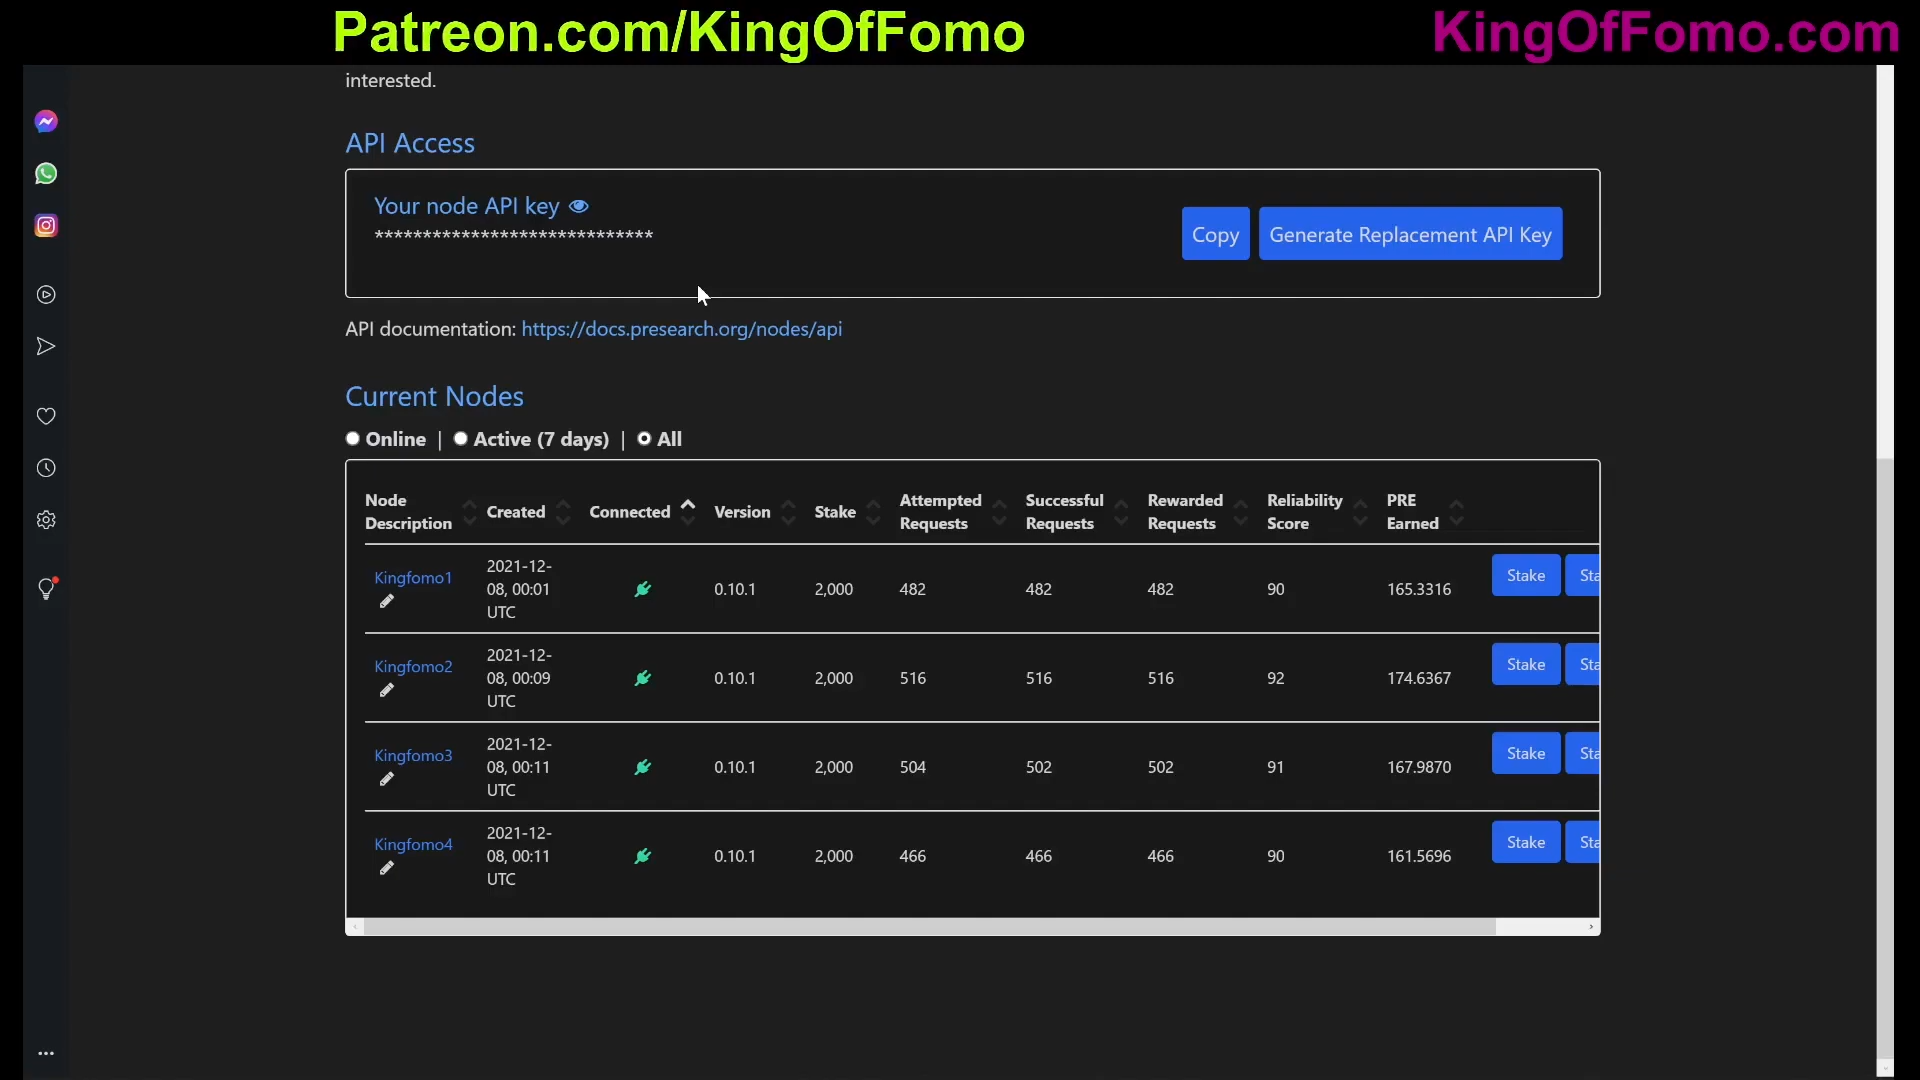 Patreon.com/KingOfFomo
KingOfFomo.com
interested.
API Access
Your node API key
*****************************
Copy
Generate Replacement API Key
API documentation: https://docs.presearch.org/nodes/api
Current Nodes
Online | Active (7 days) | All
Node Description Created Connected Version Stake Attempted Requests Successful Requests Rewarded Requests Reliability Score PRE Earned
Kingfomo1 2021-12-08, 00:01 UTC 0.10.1 2,000 482 482 482 90 165.3316 Stake Sta
Kingfomo2 2021-12-08, 00:09 UTC 0.10.1 2,000 516 516 516 92 174.6367 Stake Sta
Kingfomo3 2021-12-08, 00:11 UTC 0.10.1 2,000 504 502 502 91 167.9870 Stake Sta
Kingfomo4 2021-12-08, 00:11 UTC 0.10.1 2,000 466 466 466 90 161.5696 Stake Sta